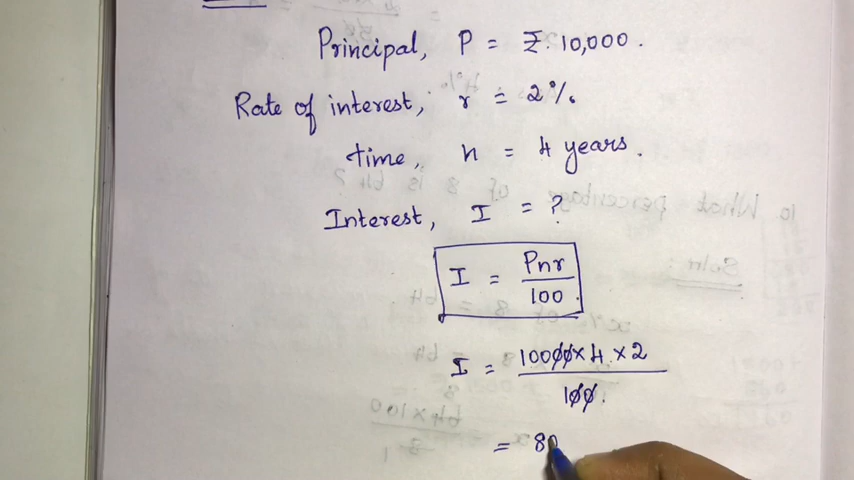 Principal, P = ₹. 10,000.
Rate of interest, r = 2%.
time, n = 4 years.
Interest, I = ?
I = Pnr / 100
I = 10000 × 4 × 2 / 100.
= 80